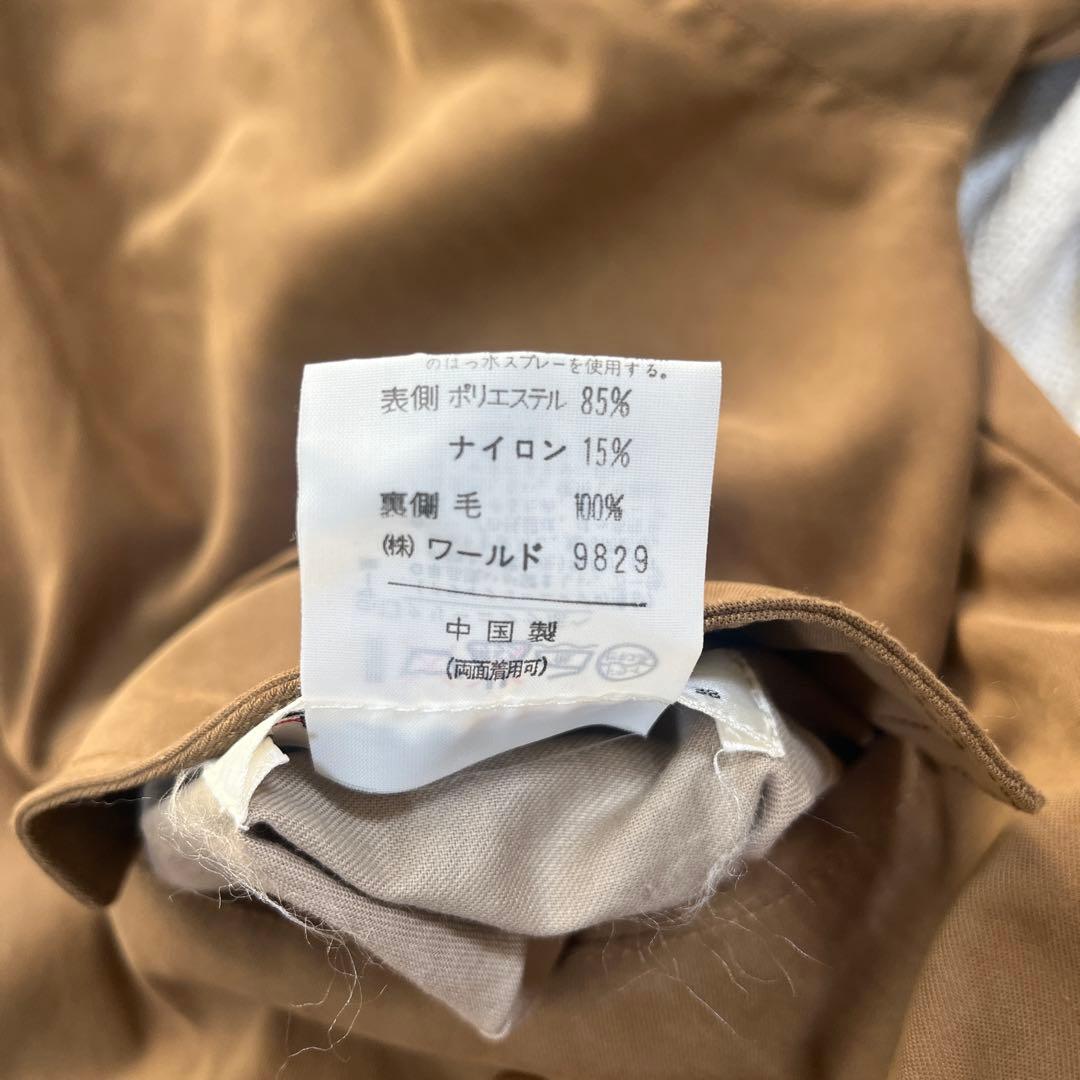 のはっ水スプレーを使用する。
表側 ポリエステル 85%
ナイロン 15%
裏側 毛 100%
(株) ワールド 9829
中国製
(両面着用可)